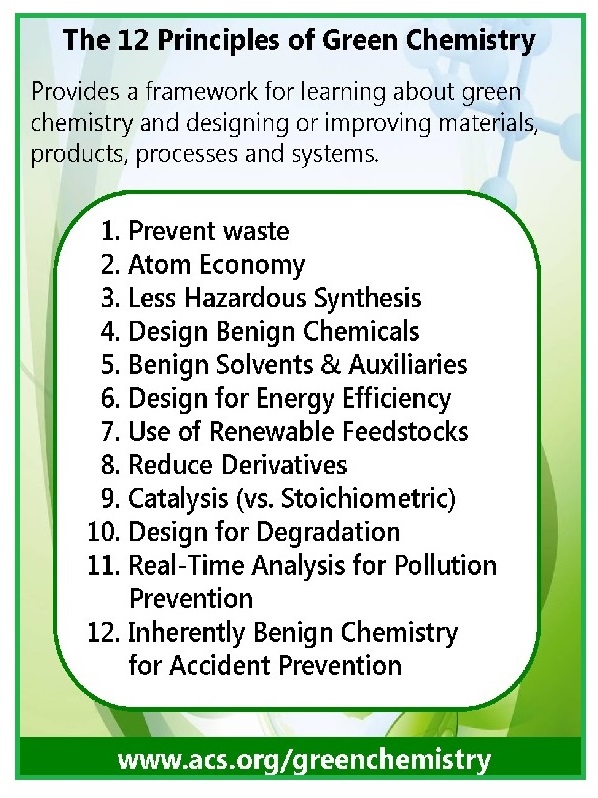 The 12 Principles of Green Chemistry
Provides a framework for learning about green
chemistry and designing or improving materials,
products, processes and systems.
1. Prevent waste
2. Atom Economy
3. Less Hazardous Synthesis
4. Design Benign Chemicals
5. Benign Solvents & Auxiliaries
6. Design for Energy Efficiency
7. Use of Renewable Feedstocks
8. Reduce Derivatives
9. Catalysis (vs. Stoichiometric)
10. Design for Degradation
11. Real-Time Analysis for Pollution
Prevention
12. Inherently Benign Chemistry
for Accident Prevention
www.acs.org/greenchemistry